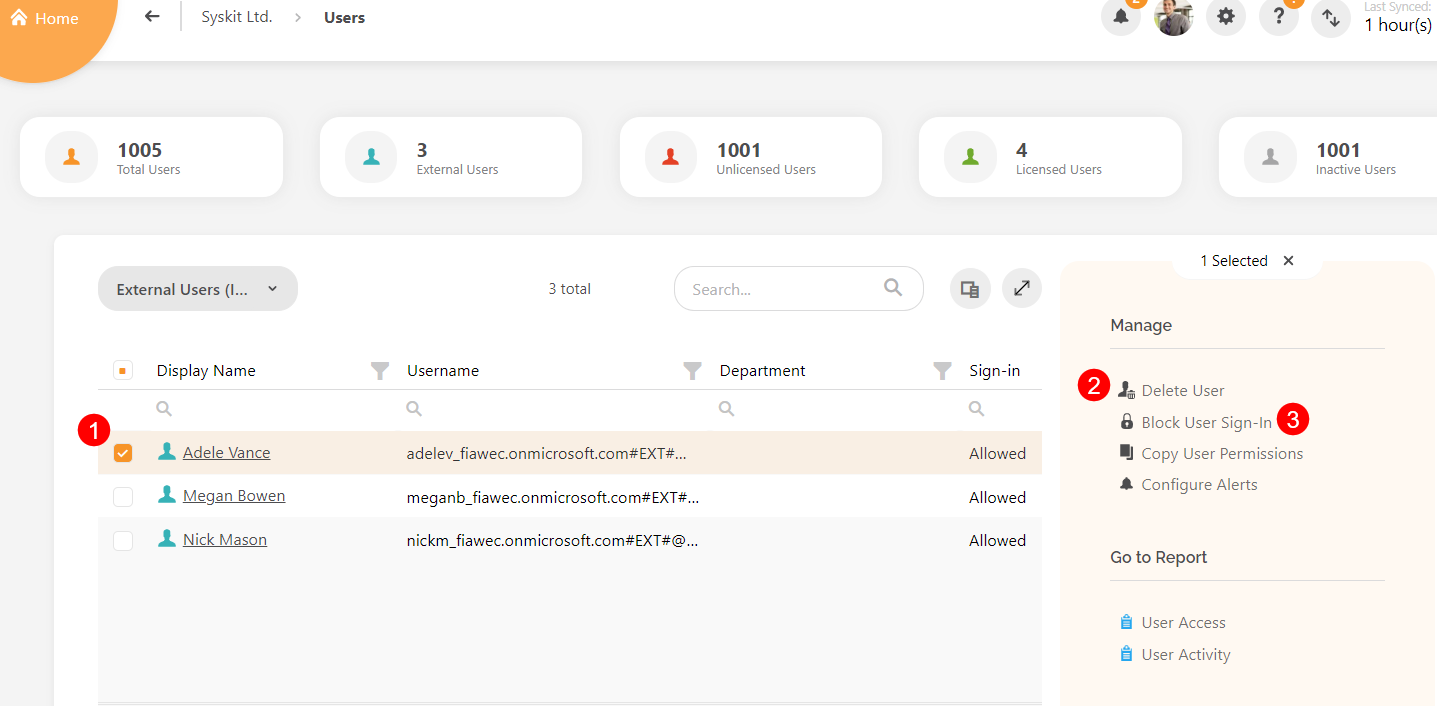 Home
Syskit Ltd. > Users
Last Synced:
1 hour(s)
1005
Total Users
3
External Users
1001
Unlicensed Users
4
Licensed Users
1001
Inactive Users
External Users (I...
3 total
Search...
1 Selected
Manage
Display Name
Username
Department
Sign-in
2
Delete User
Block User Sign-In
3
Copy User Permissions
Configure Alerts
1
Adele Vance
adelev_fiawec.onmicrosoft.com#EXT#...
Allowed
Megan Bowen
meganb_fiawec.onmicrosoft.com#EXT#...
Allowed
Nick Mason
nickm_fiawec.onmicrosoft.com#EXT#@...
Allowed
Go to Report
User Access
User Activity